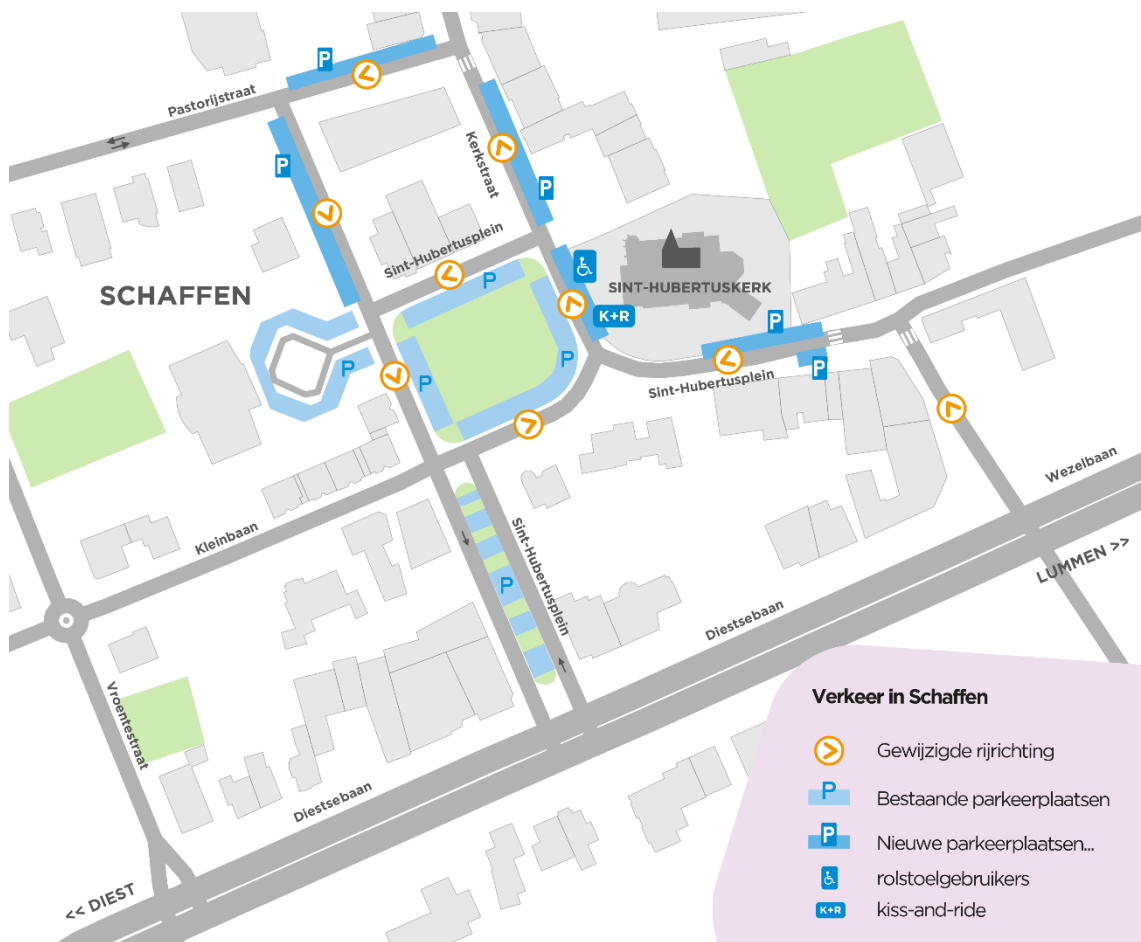 P
Pastorijstraat
P
Kerkstraat
P
Sint-Hubertusplein
SCHAFFEN
P
SINT-HUBERTUSKERK
K+R
P
P
P
P
P
Sint-Hubertusplein
Kleinbaan
Sint-Hubertusplein
P
Wezelbaan
LUMMEN >>
Diestsebaan
Vroentestraat
Diestsebaan
<< DIEST
Verkeer in Schaffen
Gewijzigde rijrichting
P
Bestaande parkeerplaatsen
P
Nieuwe parkeerplaatsen...
rolstoelgebruikers
K+R
kiss-and-ride